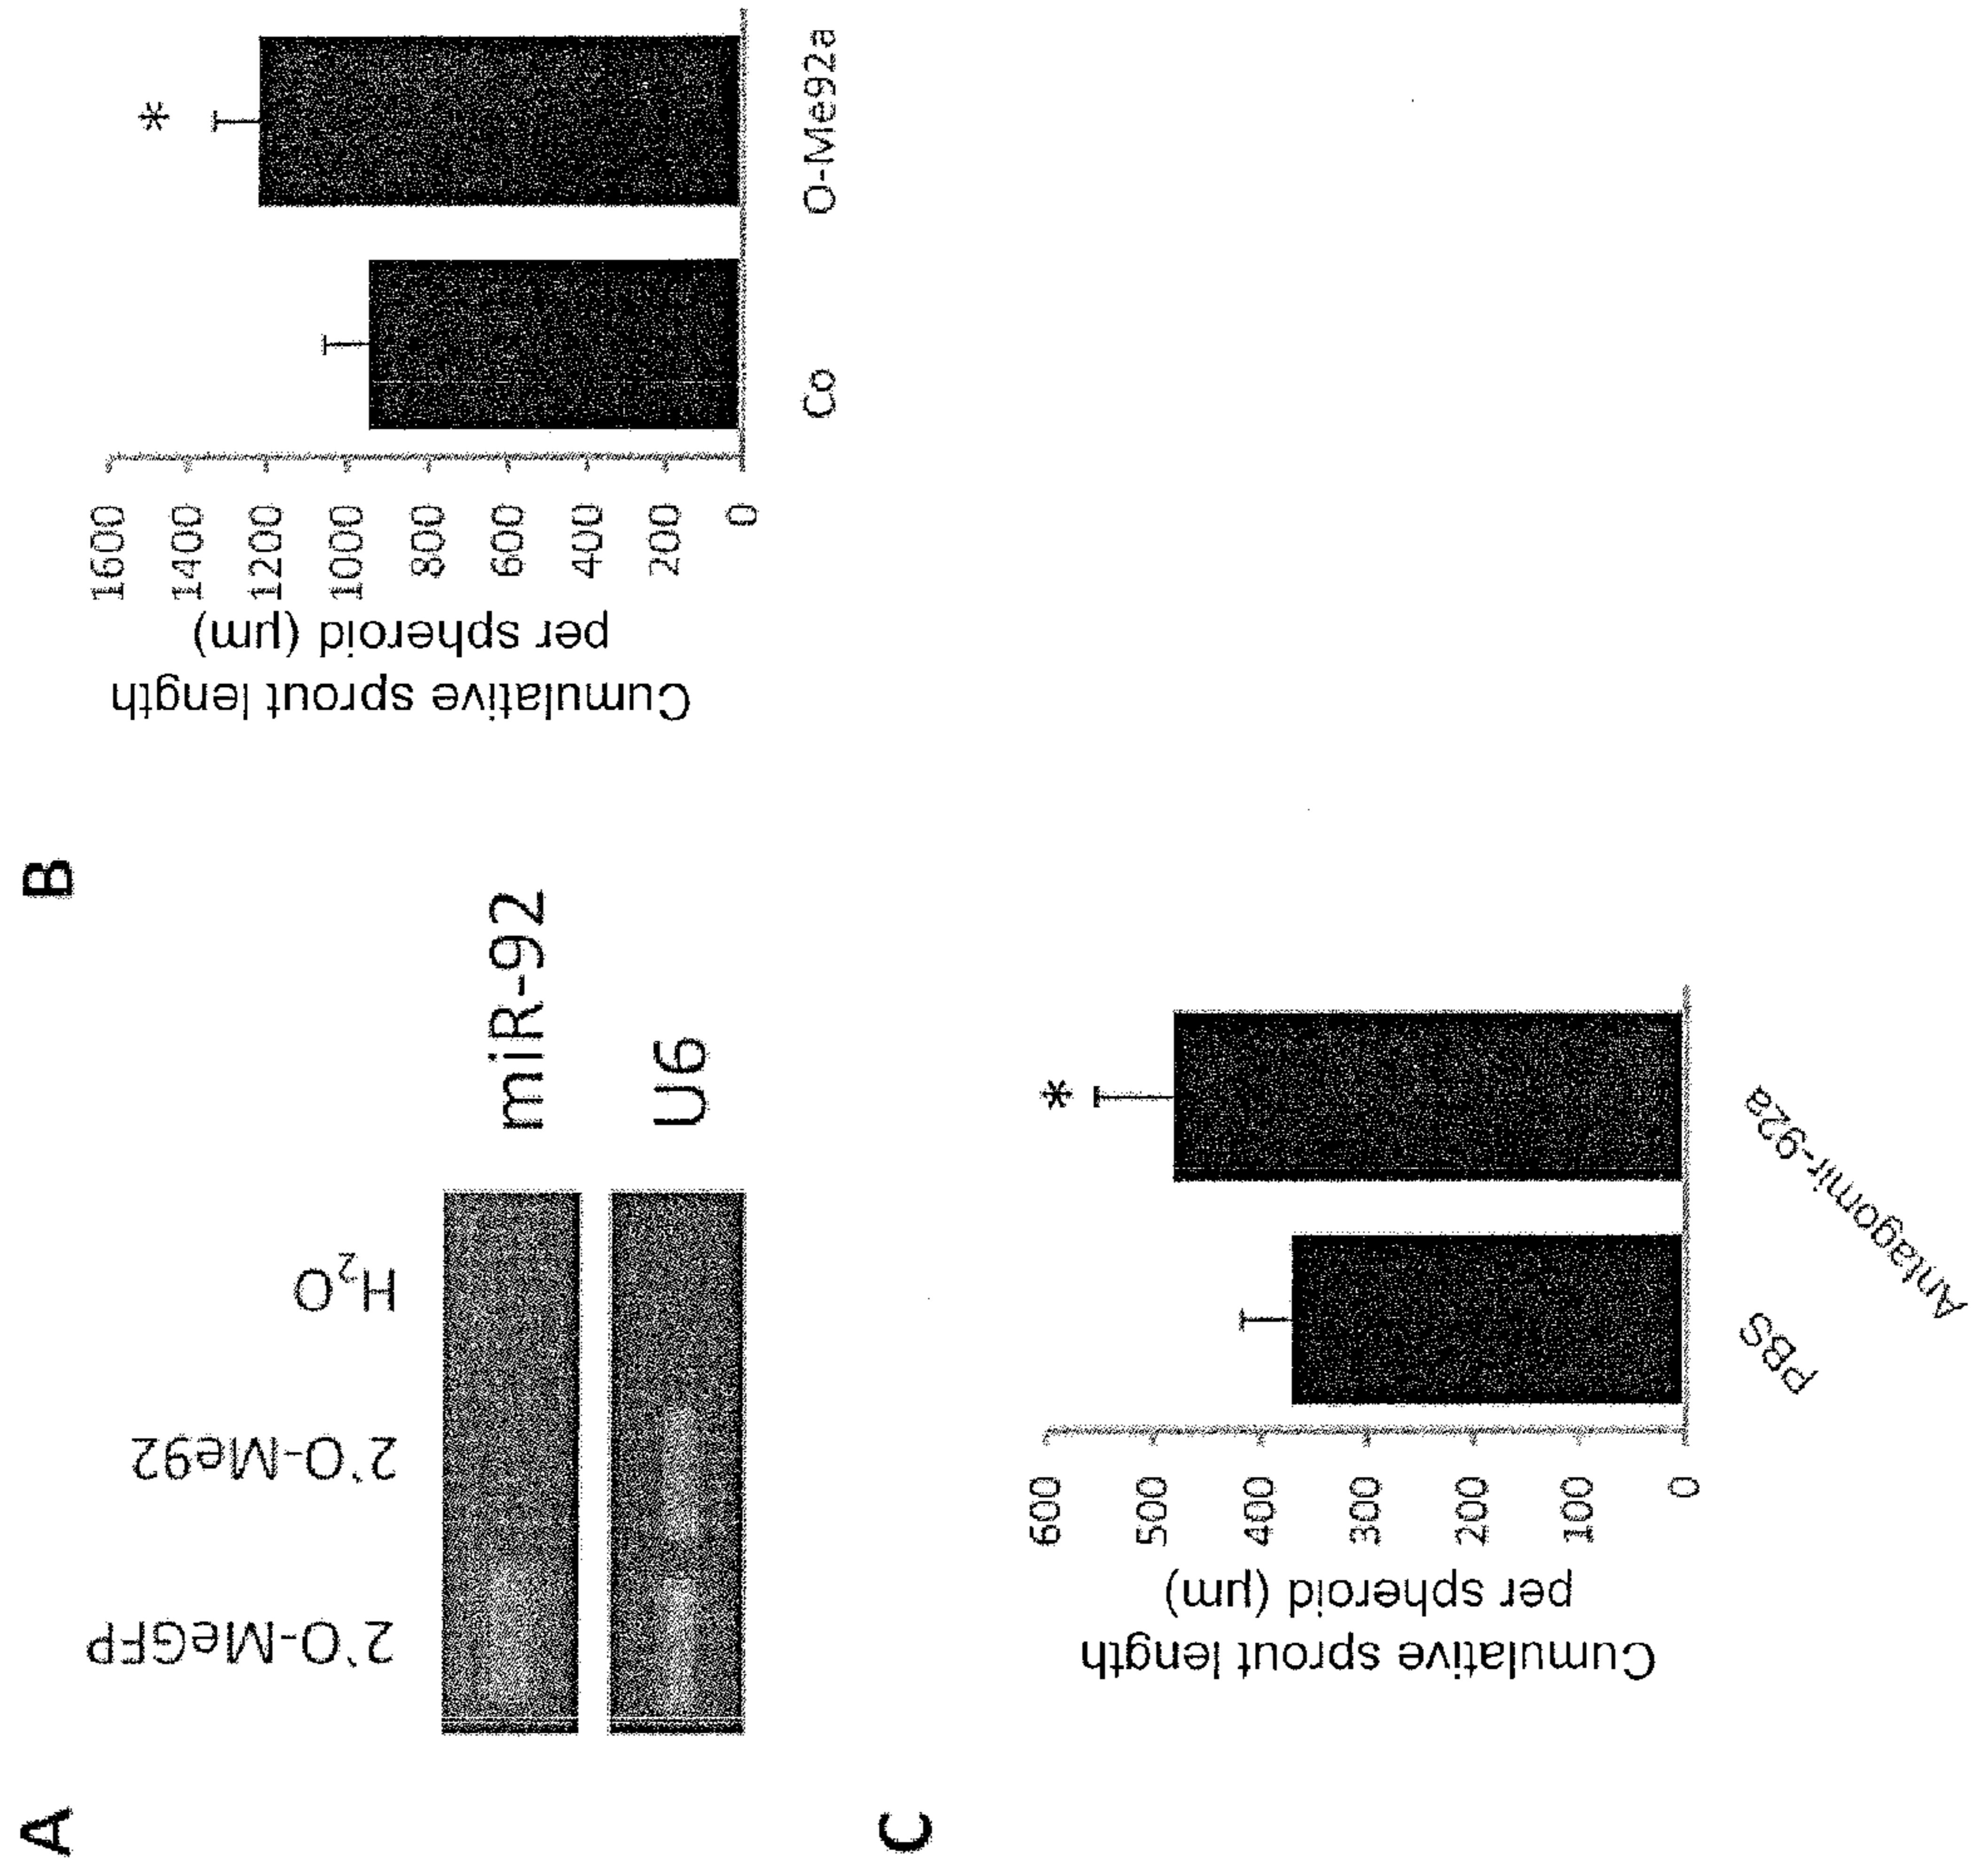 A
2`O-MeGFP
2`O-Me92
H₂O
miR-92
U6
B
Cumulative sprout length
per spheroid (µm)
1600
1400
1200
1000
800
600
400
200
0
*
Co
O-Me92a
C
Cumulative sprout length
per spheroid (µm)
600
500
400
300
200
100
0
*
PBS
Antagomir-92a